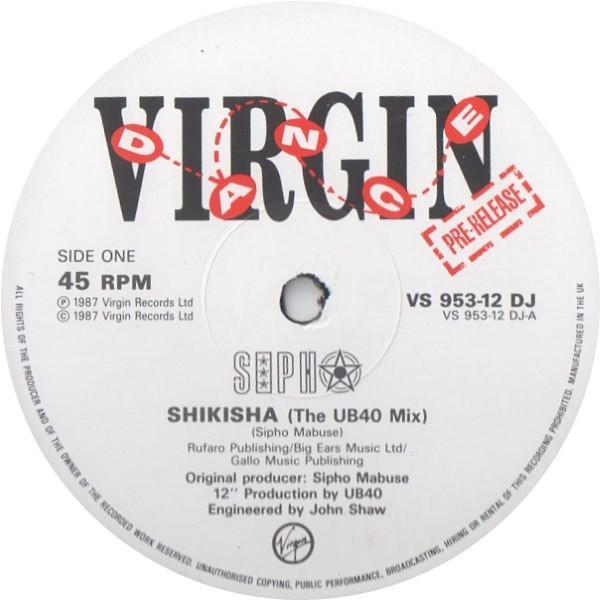 VIRGIN
DANCE
PRE-RELEASE
SIDE ONE
45 RPM
℗ 1987 Virgin Records Ltd
© 1987 Virgin Records Ltd
VS 953-12 DJ
VS 953-12 DJ-A
SIPHO
SHIKISHA (The UB40 Mix)
(Sipho Mabuse)
Rufaro Publishing/Big Ears Music Ltd/
Gallo Music Publishing
Original producer: Sipho Mabuse
12'' Production by UB40
Engineered by John Shaw
Virgin
ALL RIGHTS OF THE PRODUCER AND OF THE OWNER OF THE RECORDED WORK RESERVED. UNAUTHORISED COPYING, PUBLIC PERFORMANCE, BROADCASTING, HIRING OR RENTAL OF THIS RECORDING PROHIBITED. MANUFACTURED IN THE UK